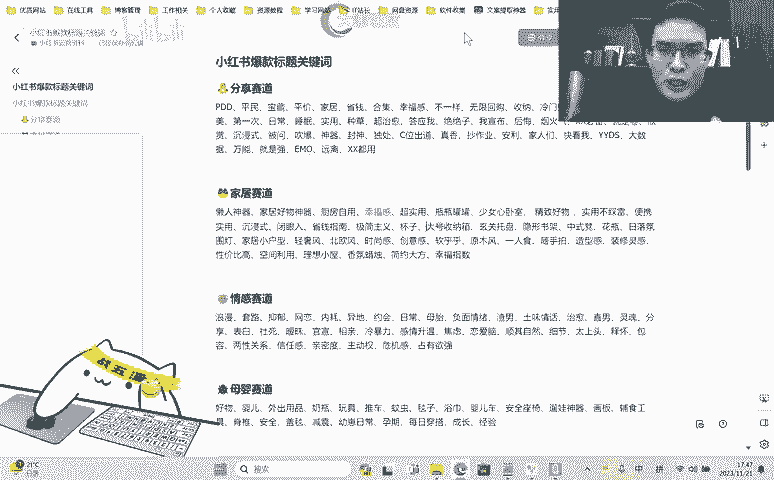 优质网站 在线工具 博客管理 工作相关 个人收藏 资源教程 学习网站 IT站长 网盘资源 软件收集 文案提取神器
小红书爆款标题关键词
小红书爆款标题关键词
小红书爆款标题关键词
分享赛道
分享赛道
PDD、平民、宝藏、平价、家居、省钱、合集、幸福感、不一样、无限回购、收纳、冷门
美、第一次、日常、睡眠、实用、种草、超治愈、答应我、绝绝子、我宣布、后悔、烟火
赏、沉浸式、被问、吹爆、神器、封神、独处、C位出道、真香、抄作业、安利、家人们、快看我、YYDS、大数
据、万能、就是强、EMO、远离、XX都用
家居赛道
懒人神器、家居好物神器、厨房自用、幸福感、超实用、瓶瓶罐罐、少女心卧室、精致好物、实用不踩雷、便携
实用、沉浸式、闭眼入、省钱指南、极简主义、杯子、大号收纳箱、玄关托盘、隐形书架、中式凳、花瓶、日落氛
围灯、家居小户型、轻奢风、北欧风、时尚感、创意感、软乎乎、原木风、一人食、随手拍、造型感、装修灵感、
性价比高、空间利用、理想小屋、香氛蜡烛、简约大方、幸福指数
情感赛道
浪漫、套路、抑郁、网恋、内耗、异地、约会、日常、母胎、负面情绪、渣男、土味情话、治愈、直男、灵魂、分
享、表白、社死、暧昧、官宣、相亲、冷暴力、感情升温、焦虑、恋爱脑、顺其自然、细节、太上头、释怀、包
容、两性关系、信任感、亲密度、主动权、危机感、占有欲强
母婴赛道
好物、婴儿、外出用品、奶瓶、玩具、推车、蚊虫、毯子、浴巾、婴儿车、安全座椅、遛娃神器、画板、辅食工
具、脊椎、安全、盖毯、减震、幼崽日常、孕期、每日穿搭、成长、经验
战五渣
21°C
搜索
中 拼
17:47
2023/11/21